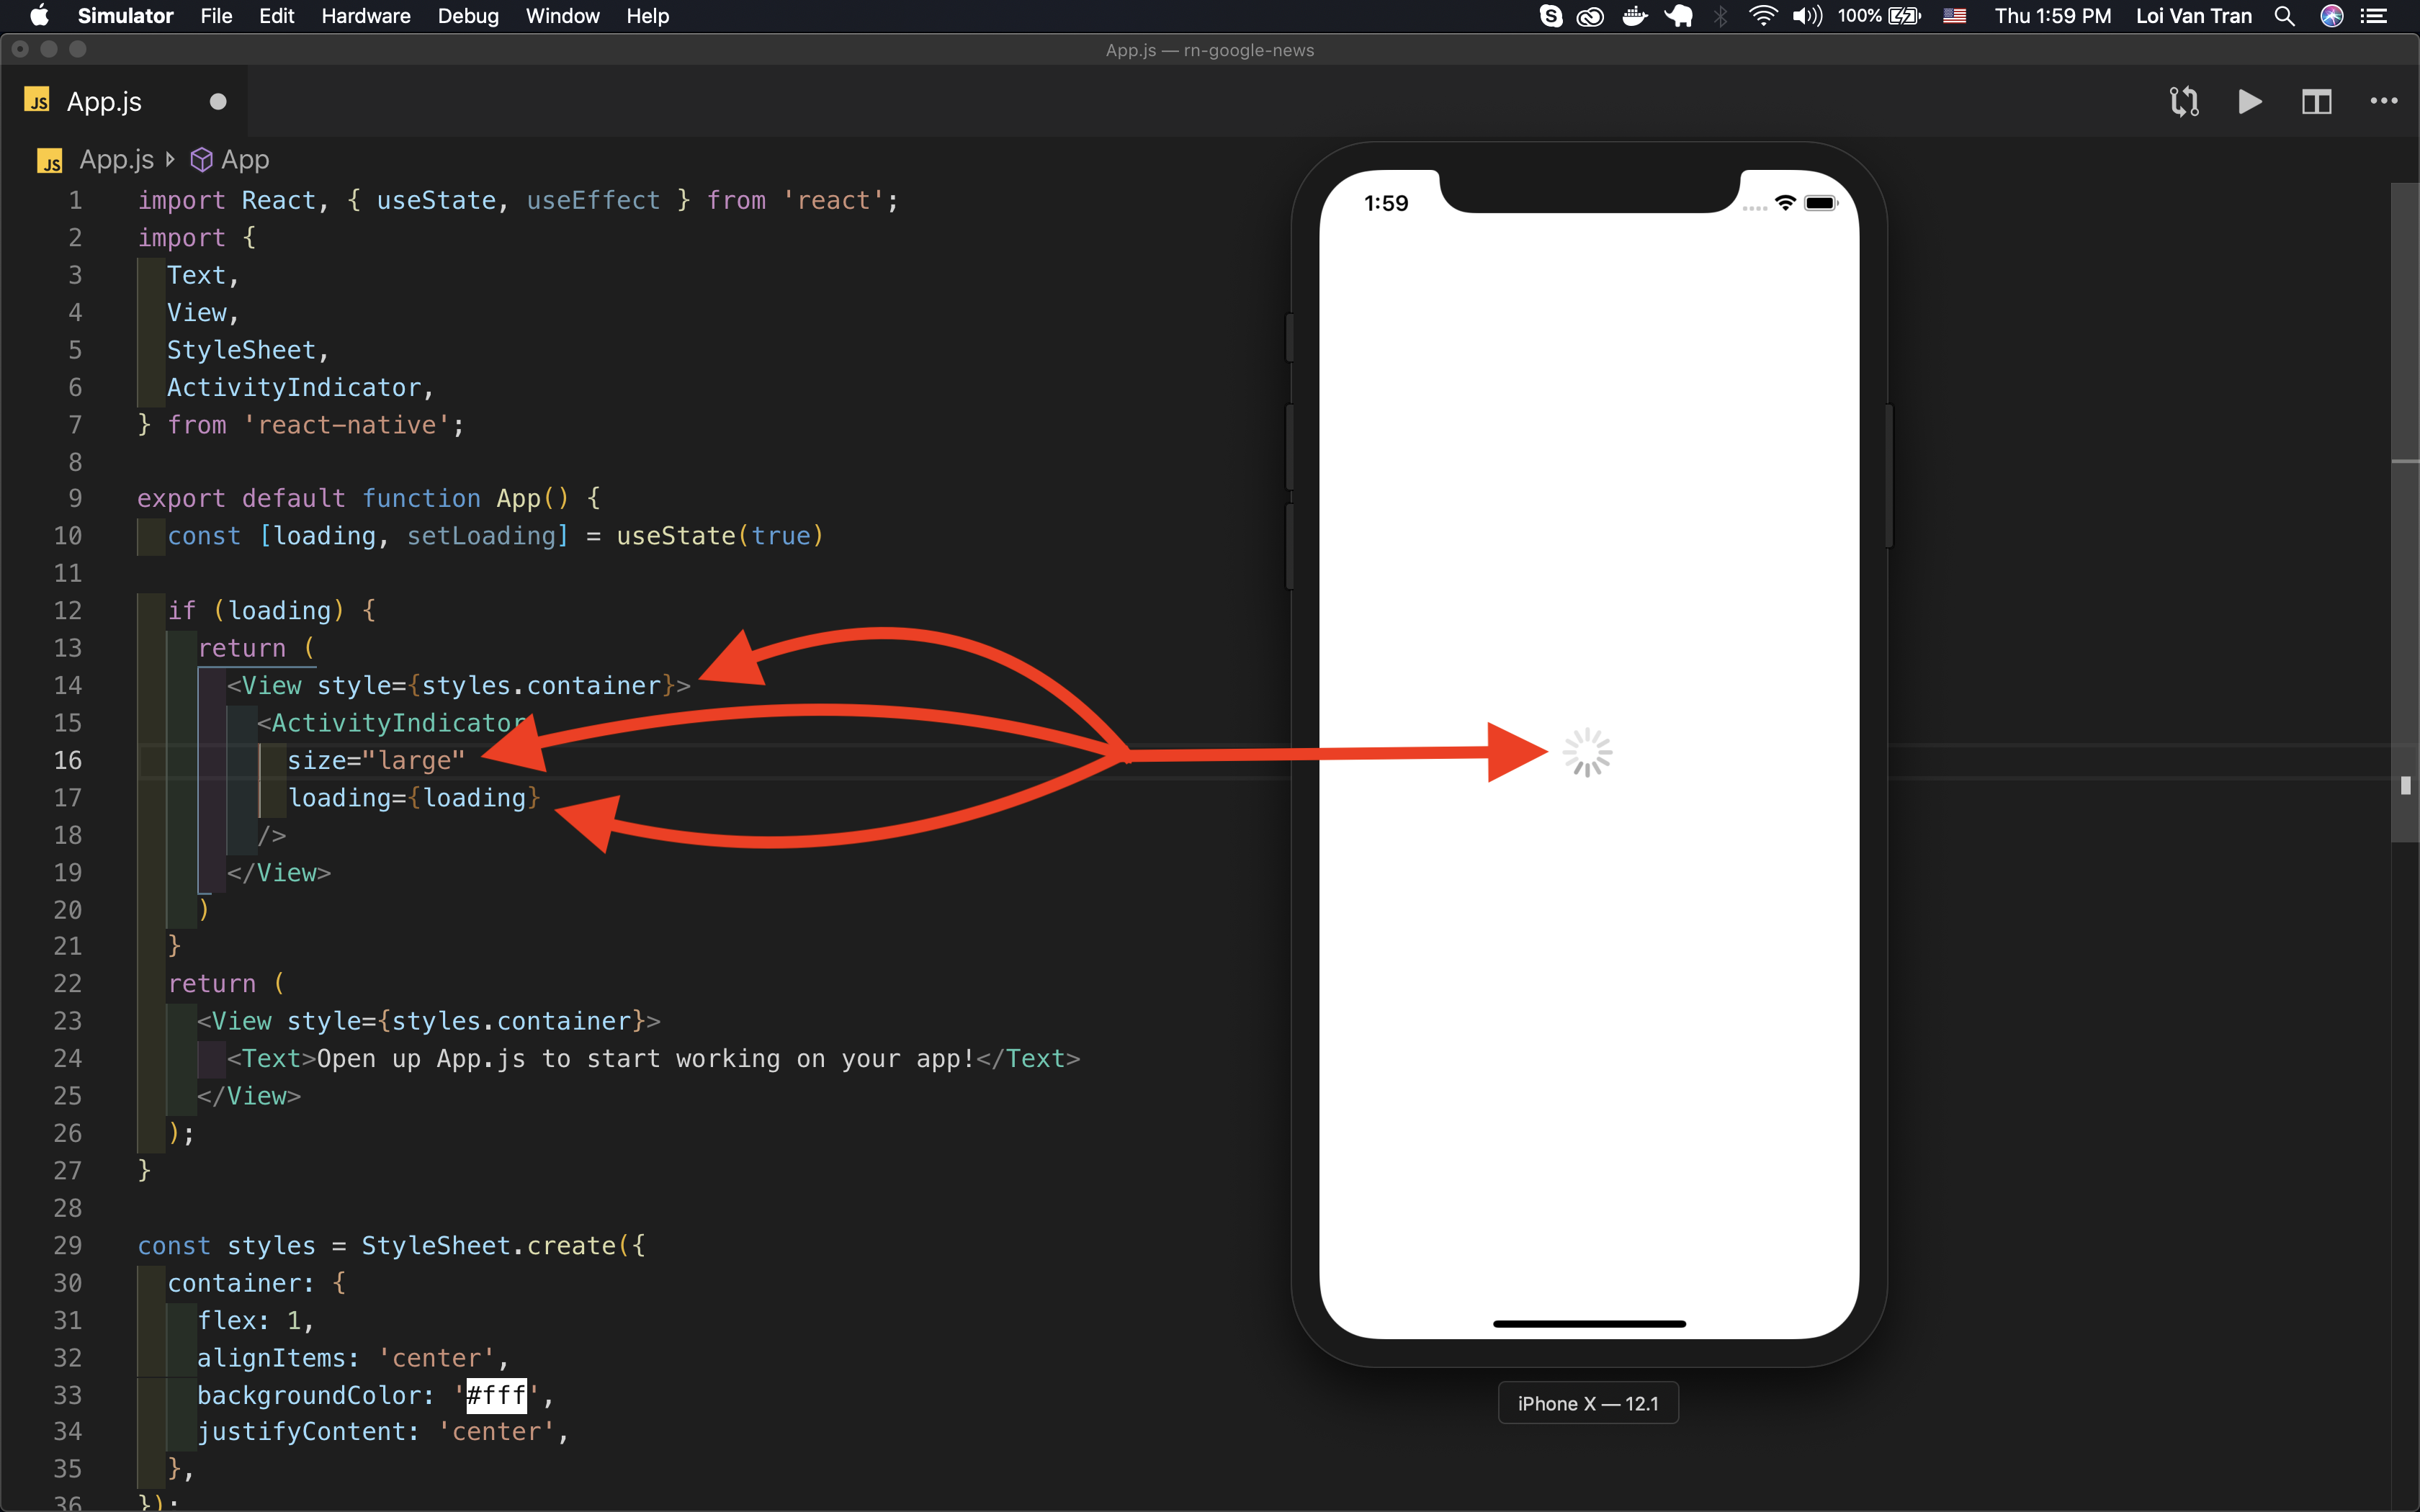 Simulator File Edit Hardware Debug Window Help 100% Thu 1:59 PM Loi Van Tran
App.js — rn-google-news
JS App.js
JS App.js App
1 import React, { useState, useEffect } from 'react';
2 import {
3 Text,
4 View,
5 StyleSheet,
6 ActivityIndicator,
7 } from 'react-native';
8
9 export default function App() {
10 const [loading, setLoading] = useState(true)
11
12 if (loading) {
13 return (
14 <View style={styles.container}>
15 <ActivityIndicator
16 size="large"
17 loading={loading}
18 />
19 </View>
20 )
21 }
22 return (
23 <View style={styles.container}>
24 <Text>Open up App.js to start working on your app!</Text>
25 </View>
26 );
27 }
28
29 const styles = StyleSheet.create({
30 container: {
31 flex: 1,
32 alignItems: 'center',
33 backgroundColor: '#fff',
34 justifyContent: 'center',
35 },
36 });
1:59
iPhone X — 12.1